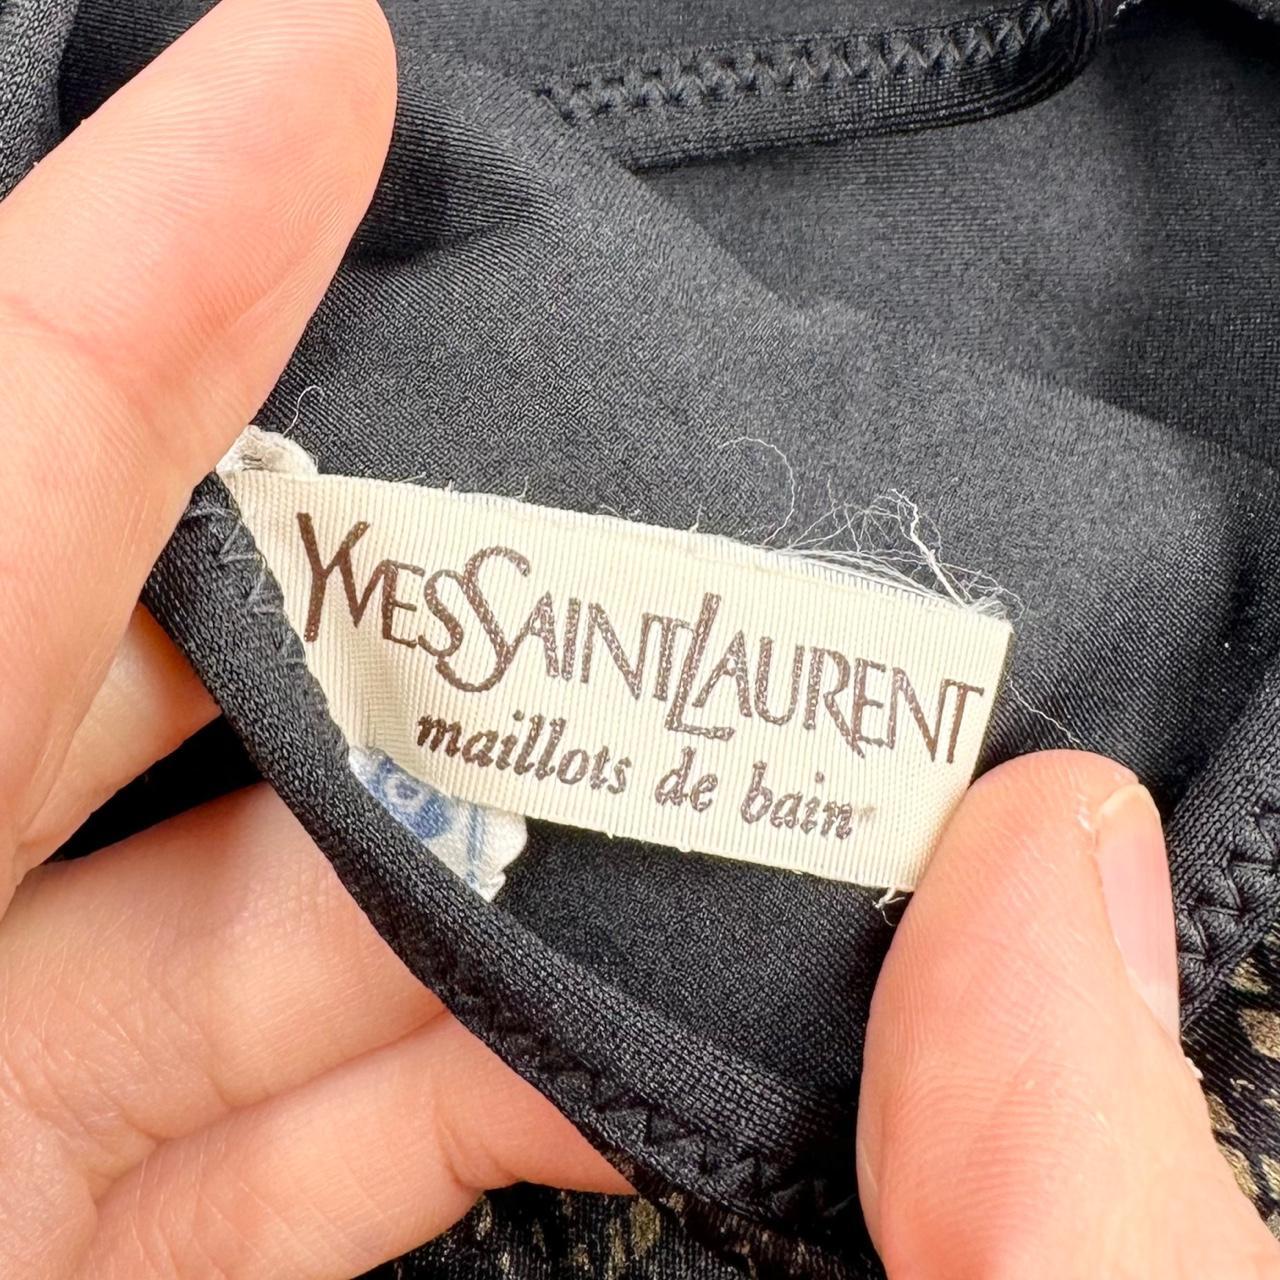 YVES SAINT LAURENT
maillots de bain